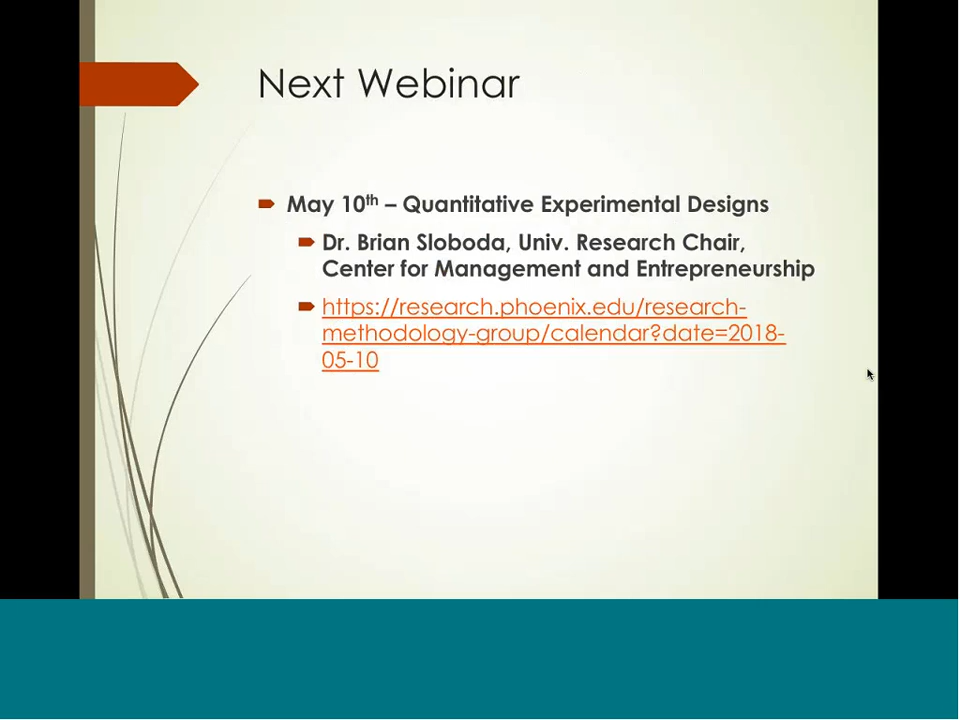 Next Webinar
May 10th – Quantitative Experimental Designs
Dr. Brian Sloboda, Univ. Research Chair,
Center for Management and Entrepreneurship
https://research.phoenix.edu/research-
methodology-group/calendar?date=2018-
05-10